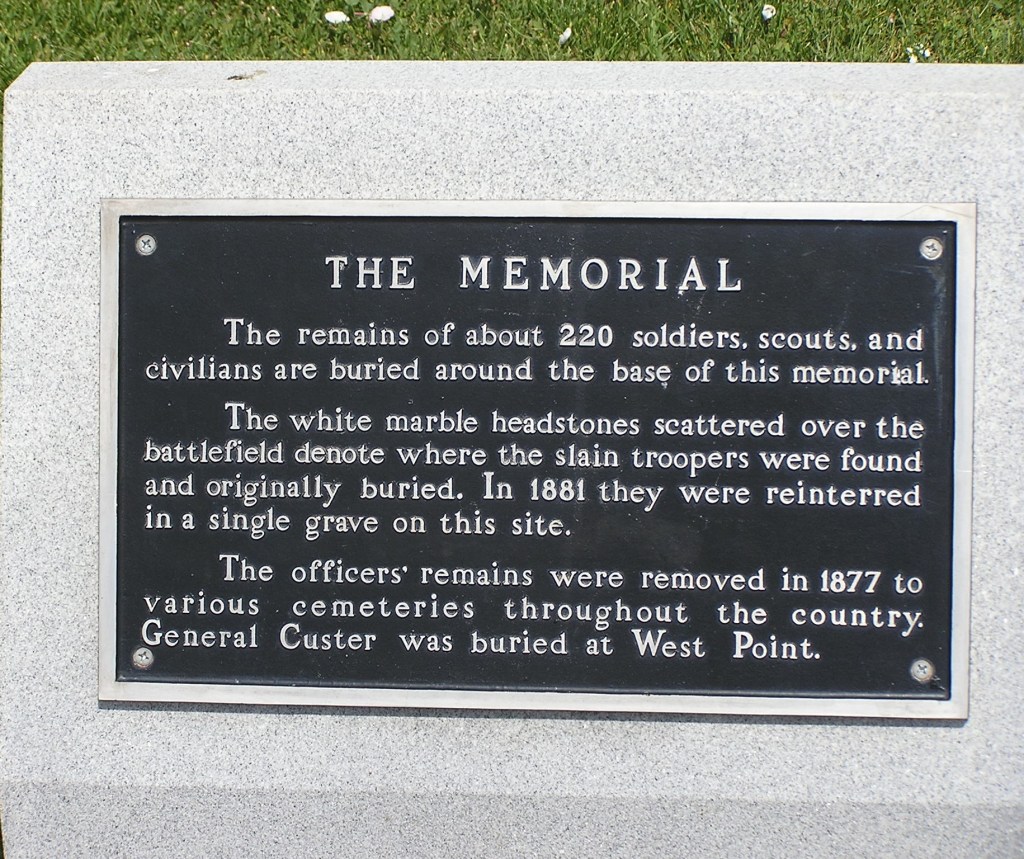 THE MEMORIAL
The remains of about 220 soldiers, scouts, and
civilians are buried around the base of this memorial.
The white marble headstones scattered over the
battlefield denote where the slain troopers were found
and originally buried. In 1881 they were reinterred
in a single grave on this site.
The officers' remains were removed in 1877 to
various cemeteries throughout the country.
General Custer was buried at West Point.